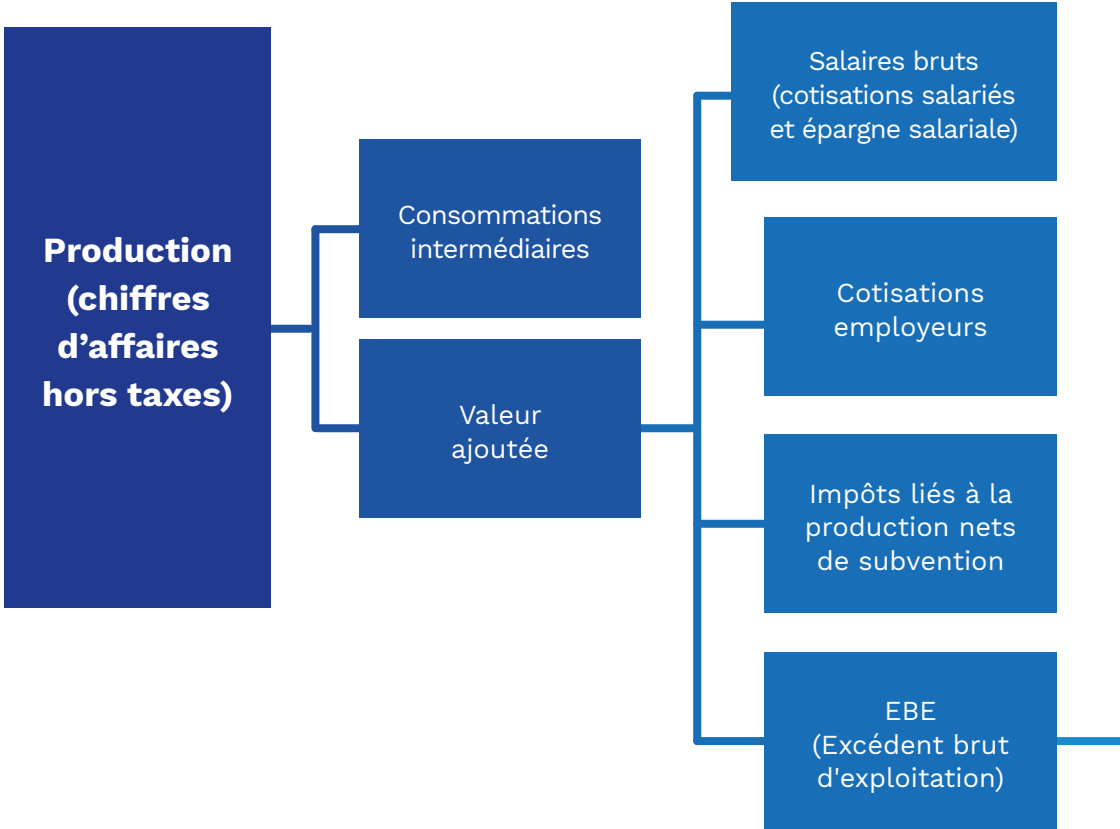 Production
(chiffres
d’affaires
hors taxes)
Consommations
intermédiaires
Valeur
ajoutée
Salaires bruts
(cotisations salariés
et épargne salariale)
Cotisations
employeurs
Impôts liés à la
production nets
de subvention
EBE
(Excédent brut
d'exploitation)